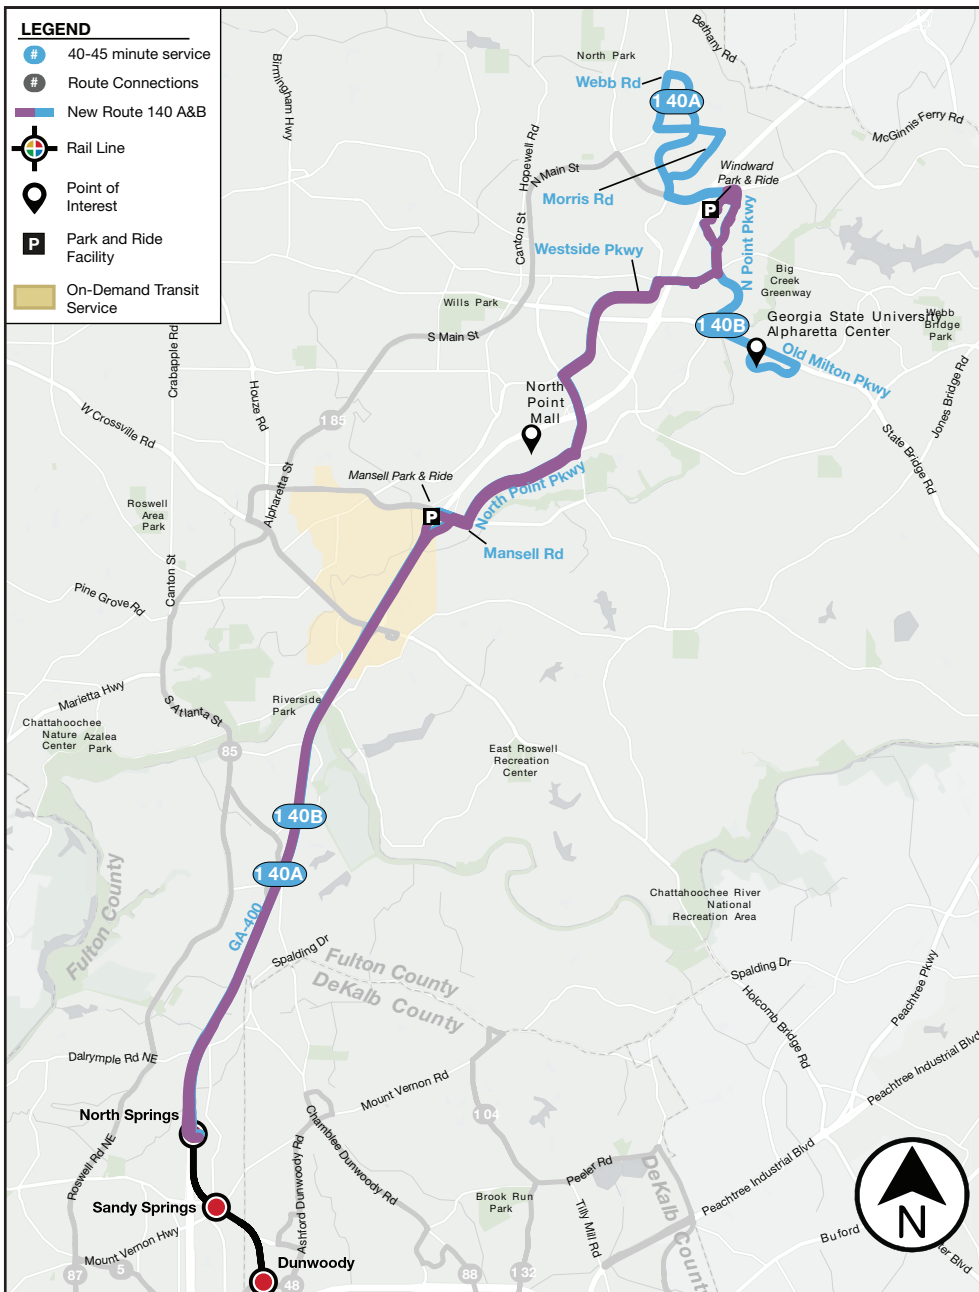 LEGEND
# 40-45 minute service
# Route Connections
New Route 140 A&B
Rail Line
Point of
Interest
P Park and Ride
Facility
On-Demand Transit
Service
Birmingham Hwy
North Park
Bethany Rd
Webb Rd
140A
McGinnis Ferry Rd
Hopewell Rd
N Main St
Windward
Park & Ride
Morris Rd
P
Canton St
Westside Pkwy
N Point Pkwy
Big
Creek
Greenway
Wills Park
140B
Georgia State University
Alpharetta Center
Webb
Bridge
Park
S Main St
Old Milton Pkwy
Crabapple Rd
Houze Rd
North
Point
Mall
Jones Bridge Rd
W Crossville Rd
185
State Bridge Rd
Alpharetta St
Mansell Park & Ride
North Point Pkwy
Roswell
Area
Park
P
Mansell Rd
Canton St
Pine Grove Rd
Marietta Hwy
S Atlanta St
Riverside
Park
Chattahoochee
Nature
Center
Azalea
Park
85
East Roswell
Recreation
Center
140B
140A
Fulton County
Chattahoochee River
National
Recreation Area
GA-400
Spalding Dr
Fulton County
DeKalb County
Spalding Dr
Peachtree Pkwy
Holcomb Bridge Rd
Dalrymple Rd NE
Mount Vernon Rd
Peachtree Industrial Blvd
North Springs
104
Chamblee Dunwoody Rd
Roswell Rd NE
Ashford Dunwoody Rd
Peeler Rd
DeKalb County
Peachtree Industrial Blvd
Sandy Springs
Brook Run
Park
Tilly Mill Rd
N
Mount Vernon Hwy
Buford
Dunwoody
87
5
48
88
132